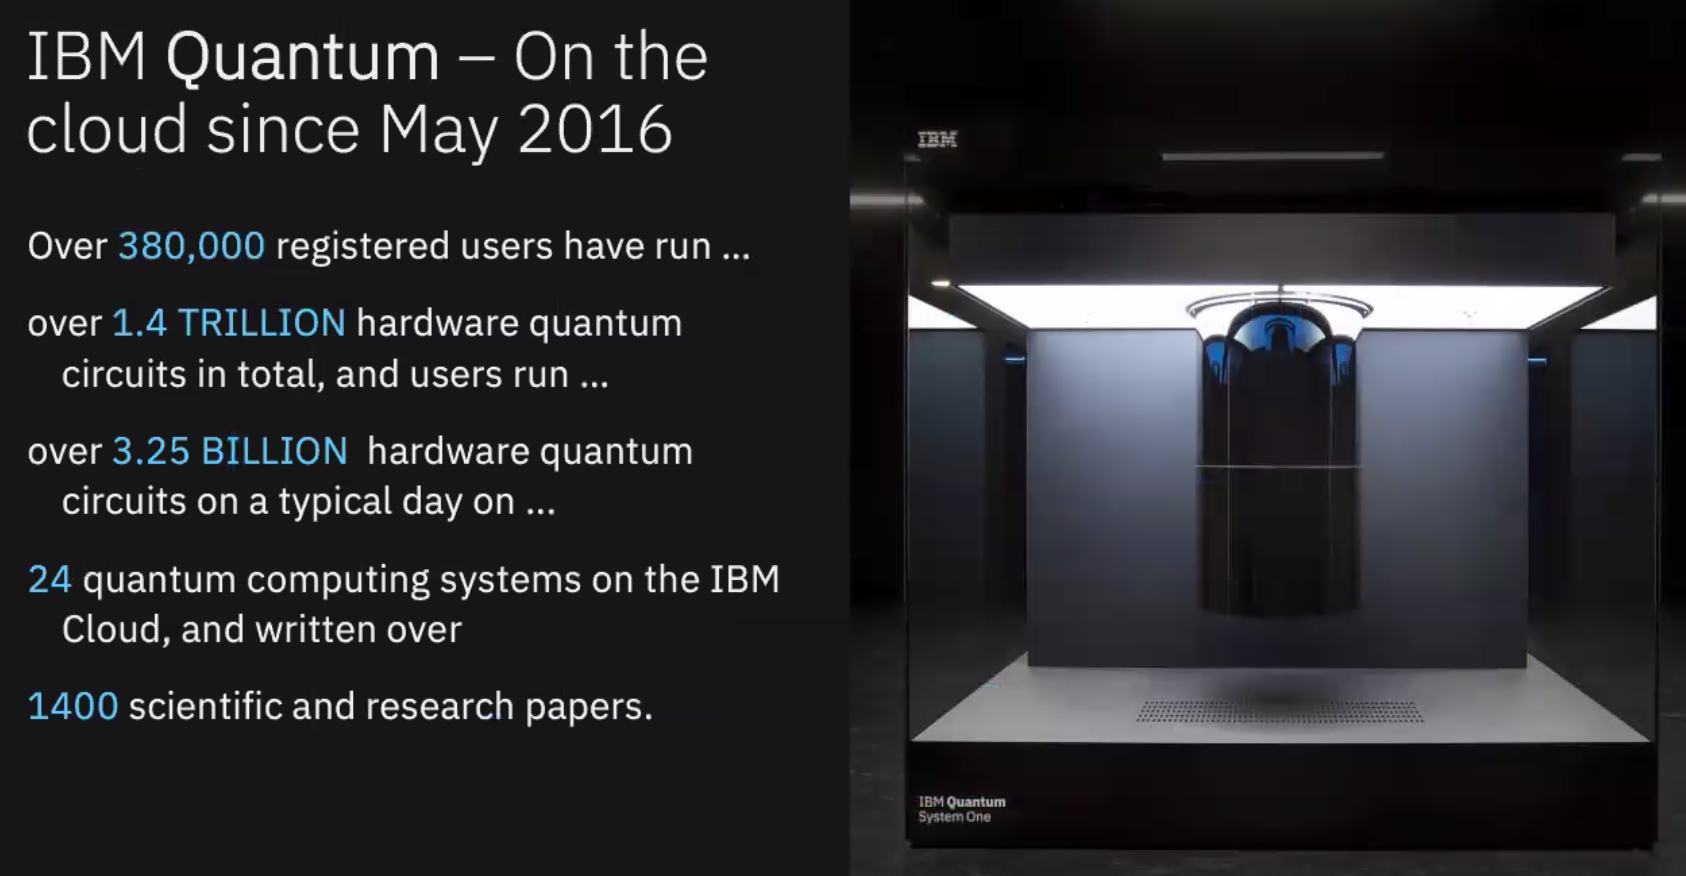 IBM Quantum – On the
cloud since May 2016
Over 380,000 registered users have run ...
over 1.4 TRILLION hardware quantum
circuits in total, and users run ...
over 3.25 BILLION hardware quantum
circuits on a typical day on ...
24 quantum computing systems on the IBM
Cloud, and written over
1400 scientific and research papers.
IBM
IBM Quantum
System One